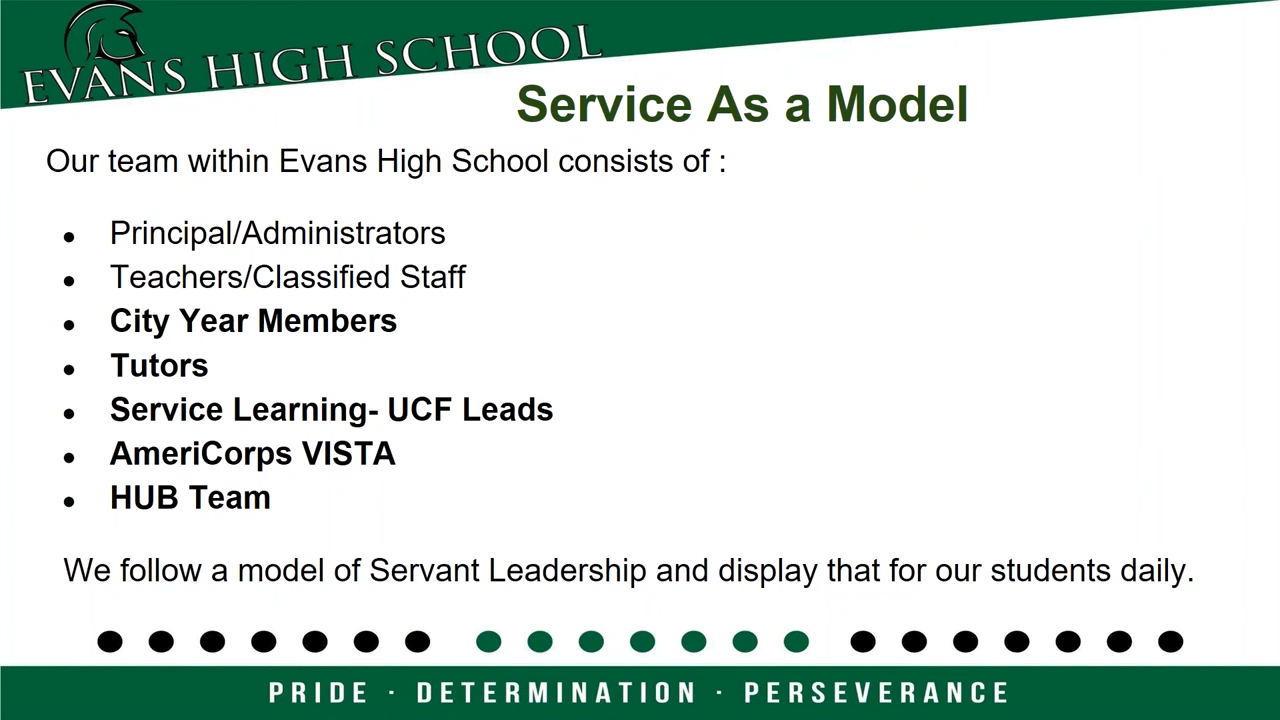 EVANS HIGH SCHOOL
Service As a Model
Our team within Evans High School consists of :
Principal/Administrators
Teachers/Classified Staff
City Year Members
Tutors
Service Learning- UCF Leads
AmeriCorps VISTA
HUB Team
We follow a model of Servant Leadership and display that for our students daily.
PRIDE · DETERMINATION · PERSEVERANCE